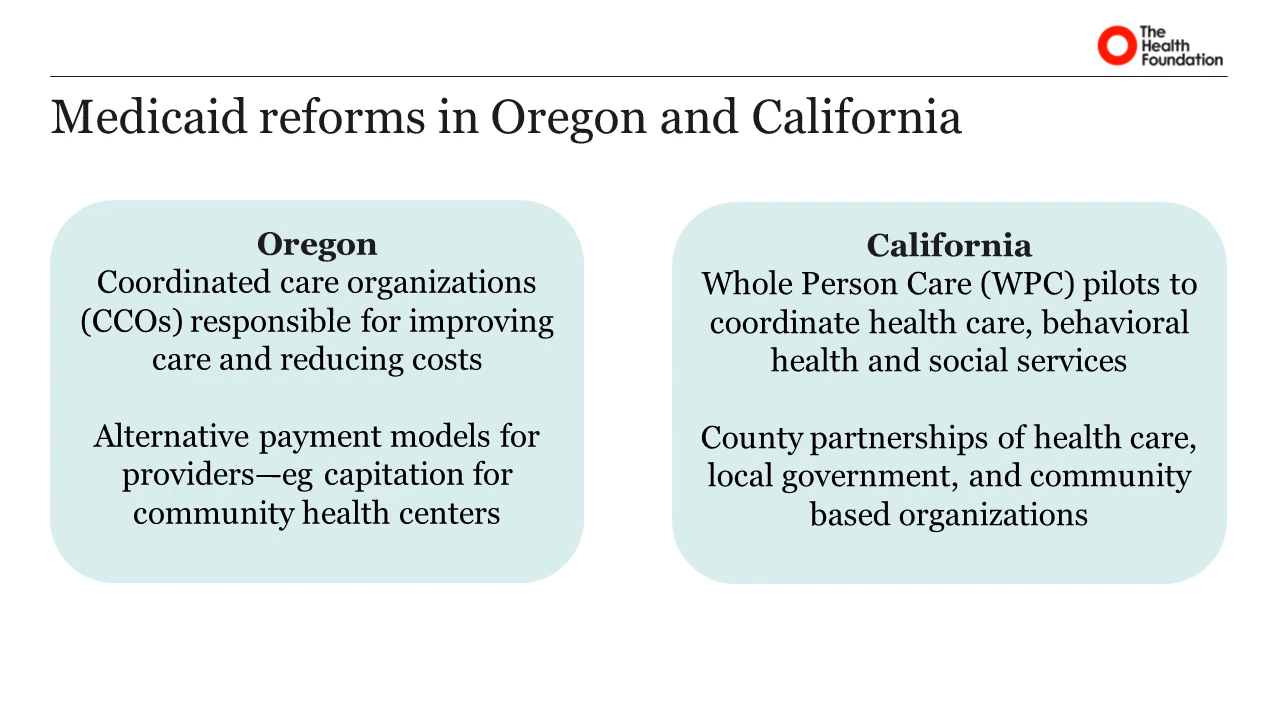 The
Health
Foundation
Medicaid reforms in Oregon and California
Oregon
Coordinated care organizations
(CCOs) responsible for improving
care and reducing costs
Alternative payment models for
providers—eg capitation for
community health centers
California
Whole Person Care (WPC) pilots to
coordinate health care, behavioral
health and social services
County partnerships of health care,
local government, and community
based organizations